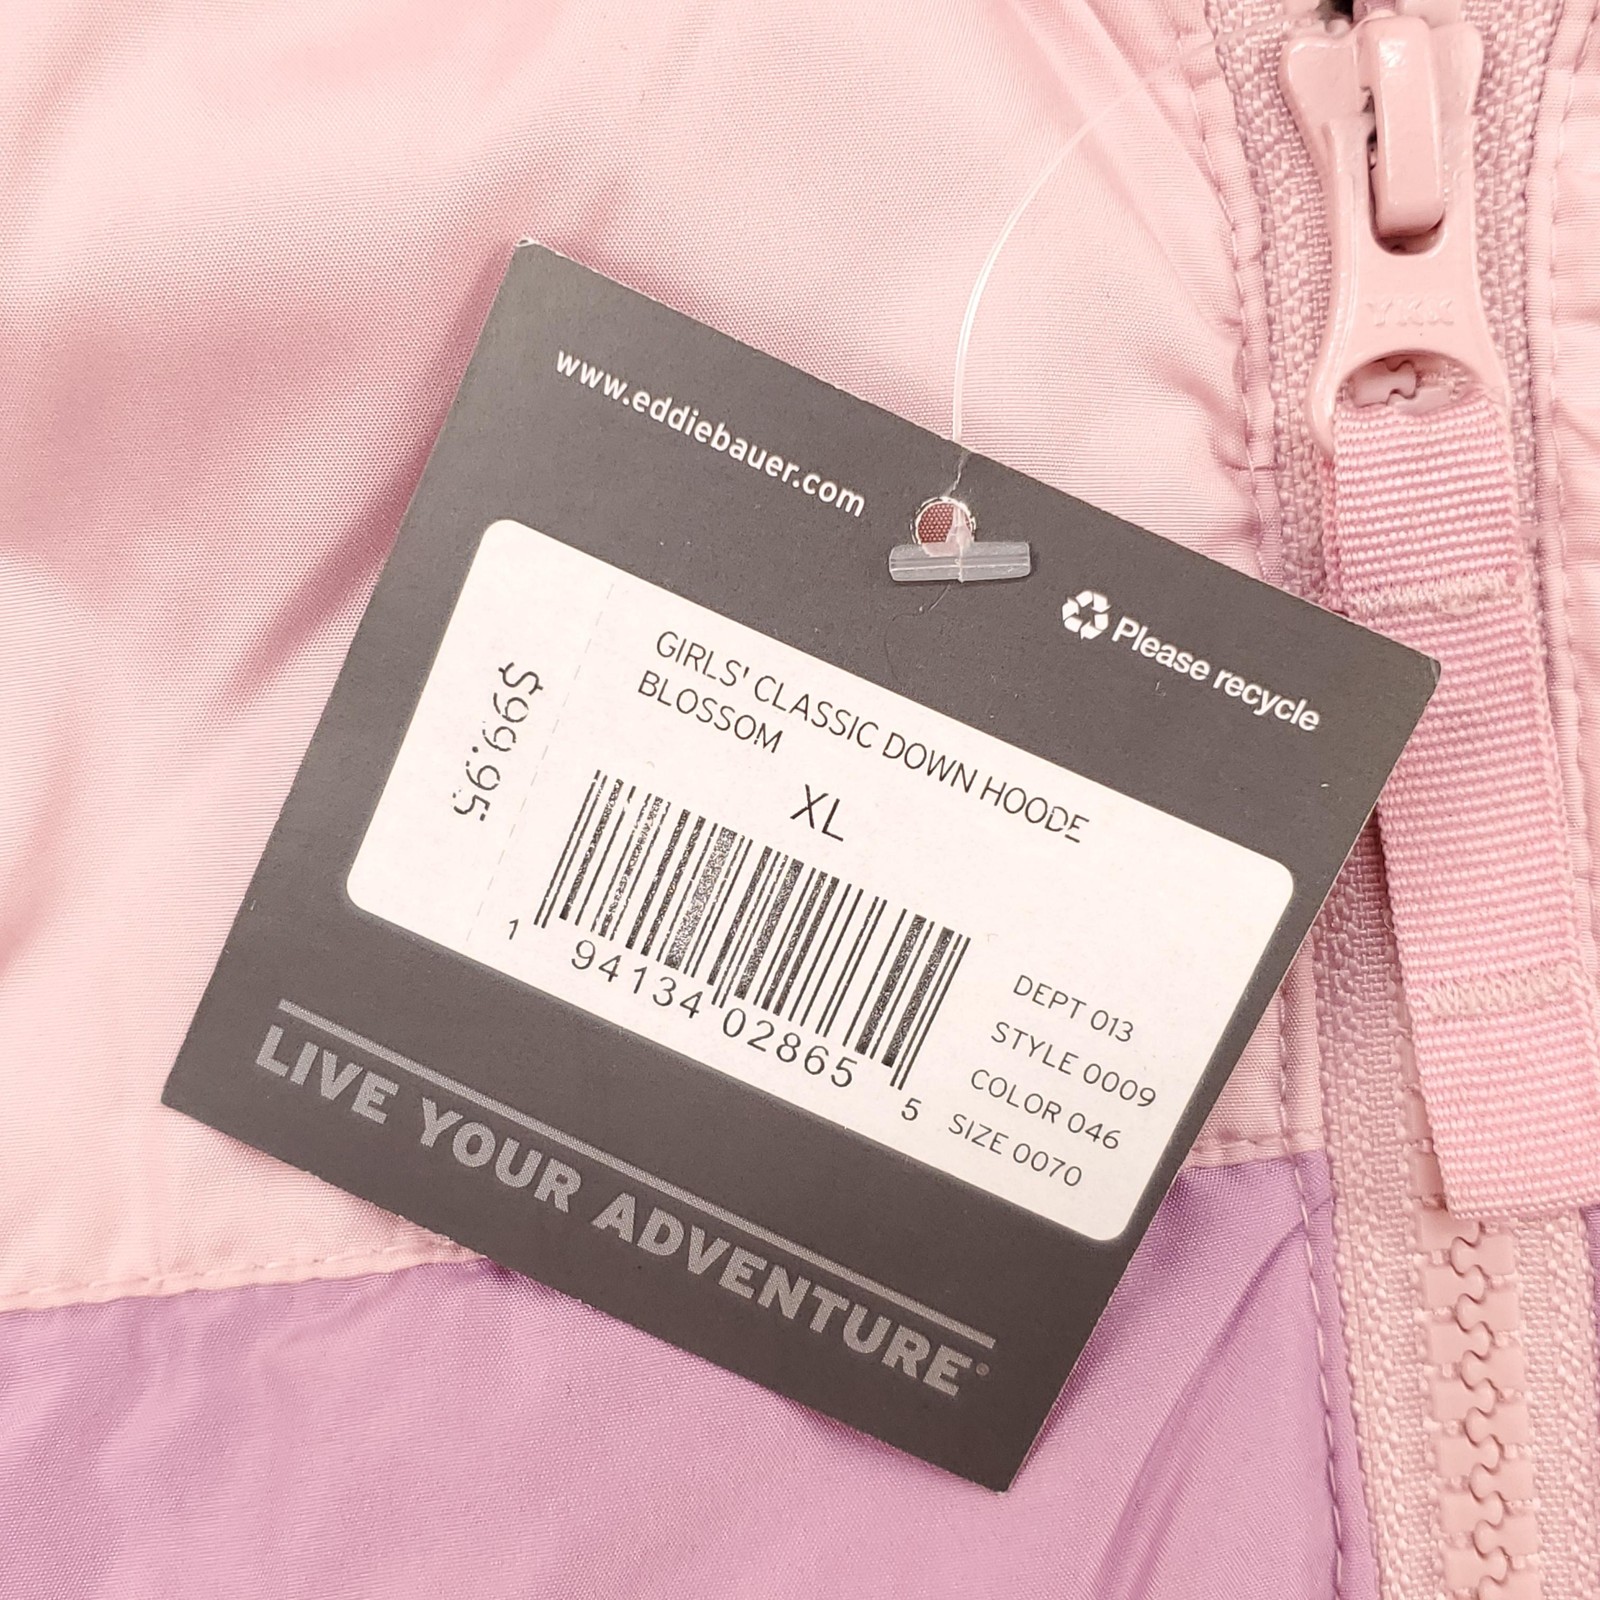 YKK
www.eddiebauer.com
Please recycle
GIRLS' CLASSIC DOWN HOODE
BLOSSOM
XL
$99.95
1 94134 02865 5
DEPT 013
STYLE 0009
COLOR 046
SIZE 0070
LIVE YOUR ADVENTURE®